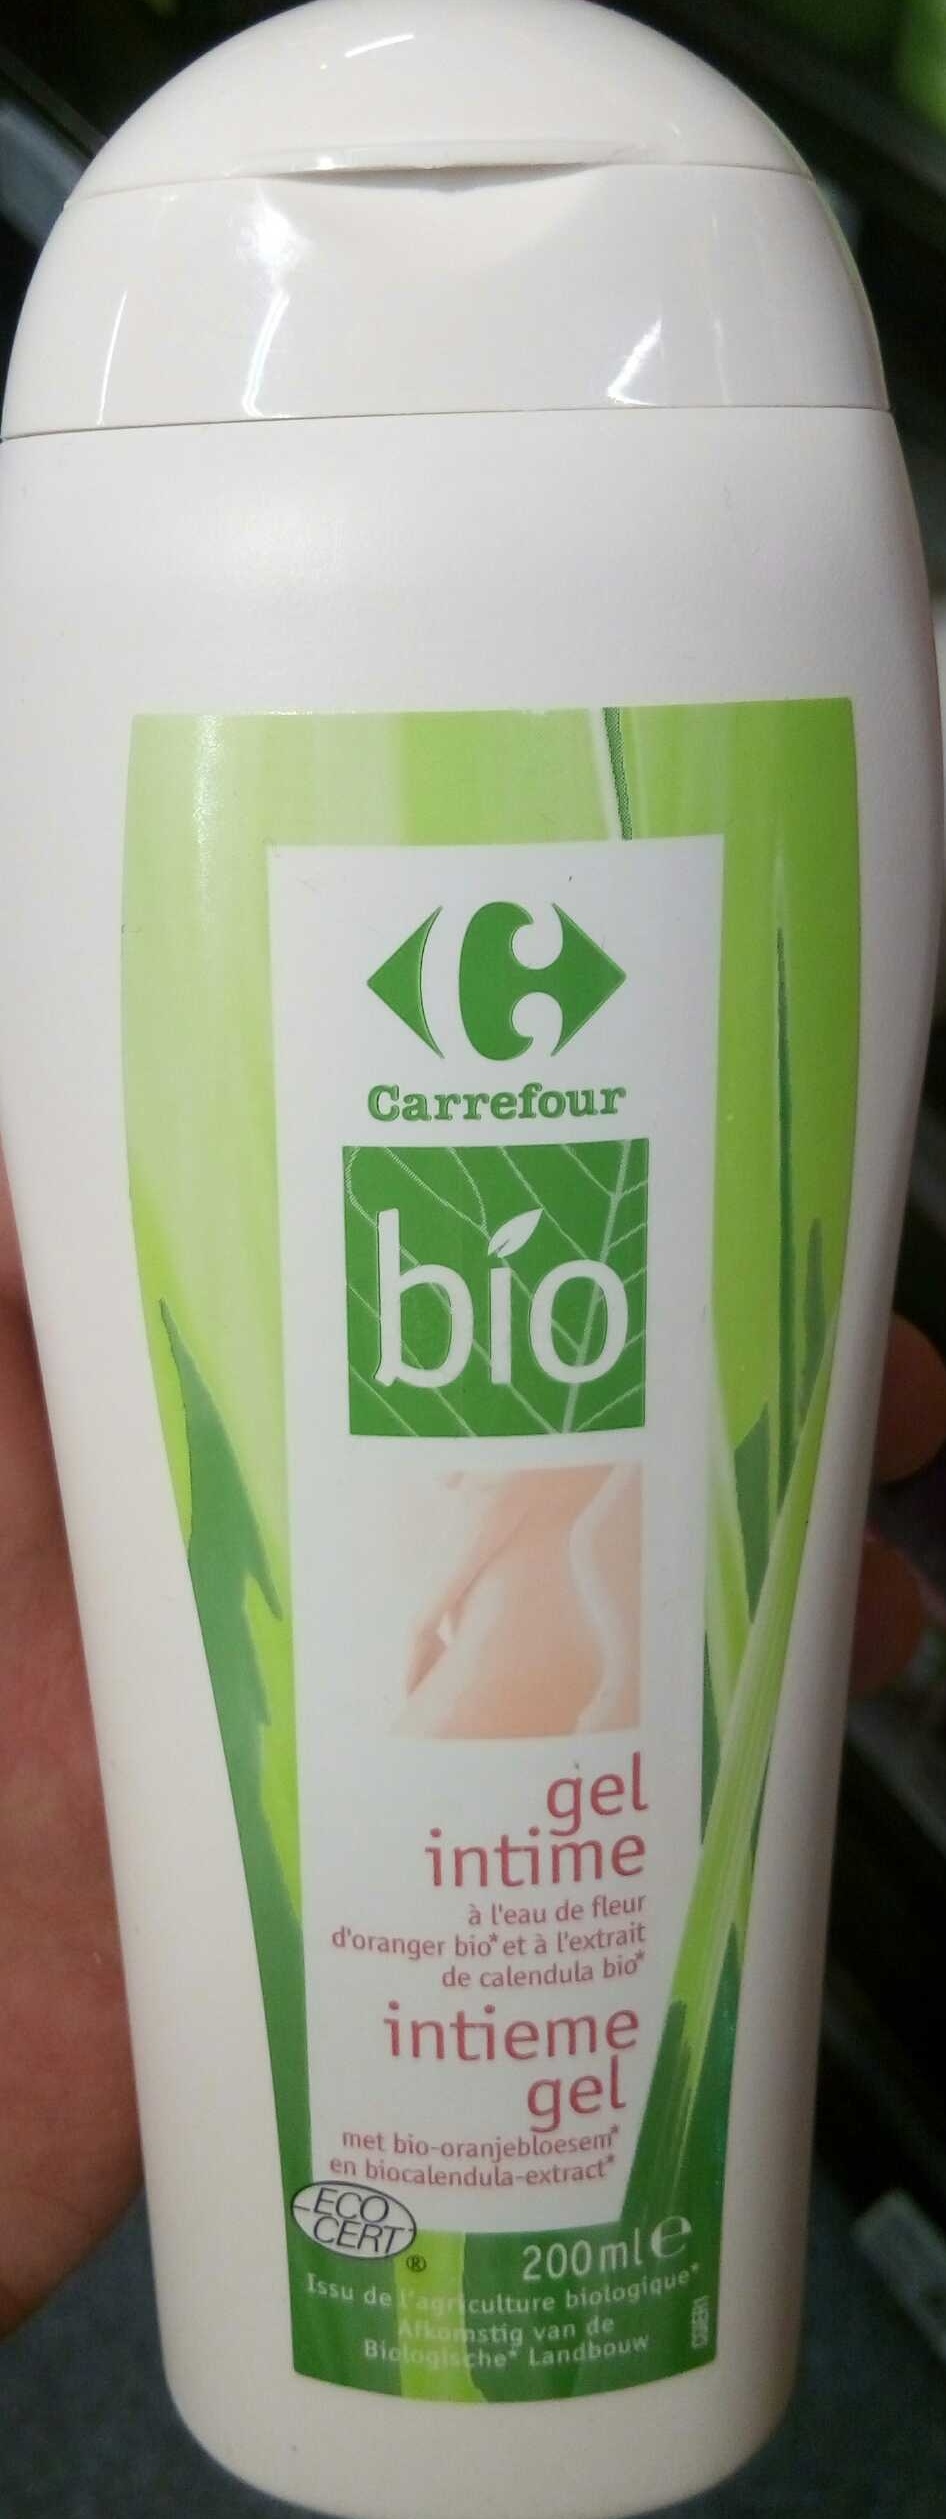 Carrefour
bio
gel
intime
à l'eau de fleur
d'oranger bio* et à l'extrait
de calendula bio*
intieme
gel
met bio-oranjebloesem*
en biocalendula-extract*
ECO
CERT
®
200ml e
Issu de l'agriculture biologique*
Afkomstig van de
Biologische* Landbouw